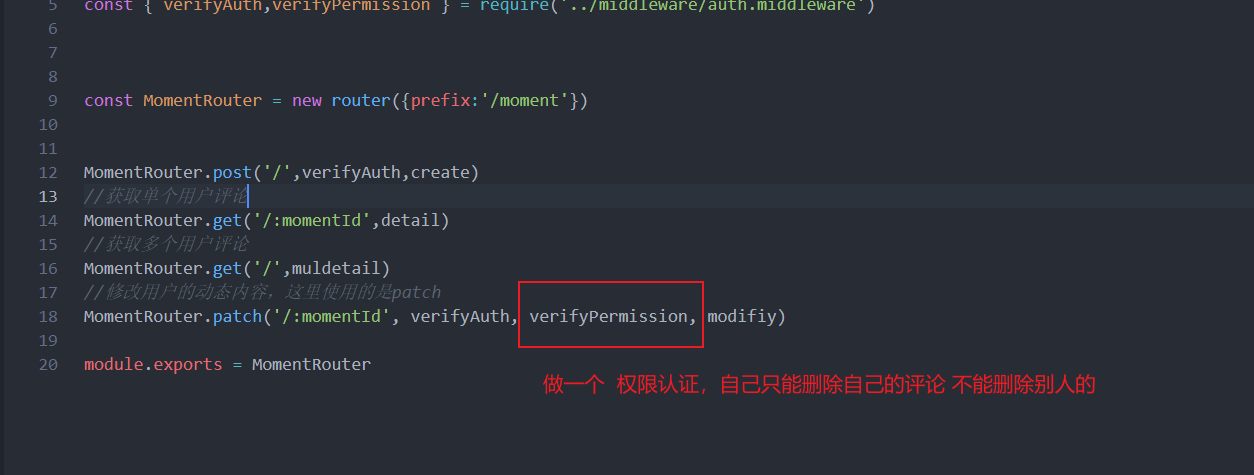 5 const { verifyAuth,verifyPermission } = require('../middleware/auth.middleware')
6
7
8
9 const MomentRouter = new router({prefix:'/moment'})
10
11
12 MomentRouter.post('/',verifyAuth,create)
13 //获取单个用户评论
14 MomentRouter.get('/:momentId',detail)
15 //获取多个用户评论
16 MomentRouter.get('/',muldetail)
17 //修改用户的动态内容，这里使用的是patch
18 MomentRouter.patch('/:momentId', verifyAuth, verifyPermission, modifiy)
19
20 module.exports = MomentRouter
做一个 权限认证，自己只能删除自己的评论 不能删除别人的